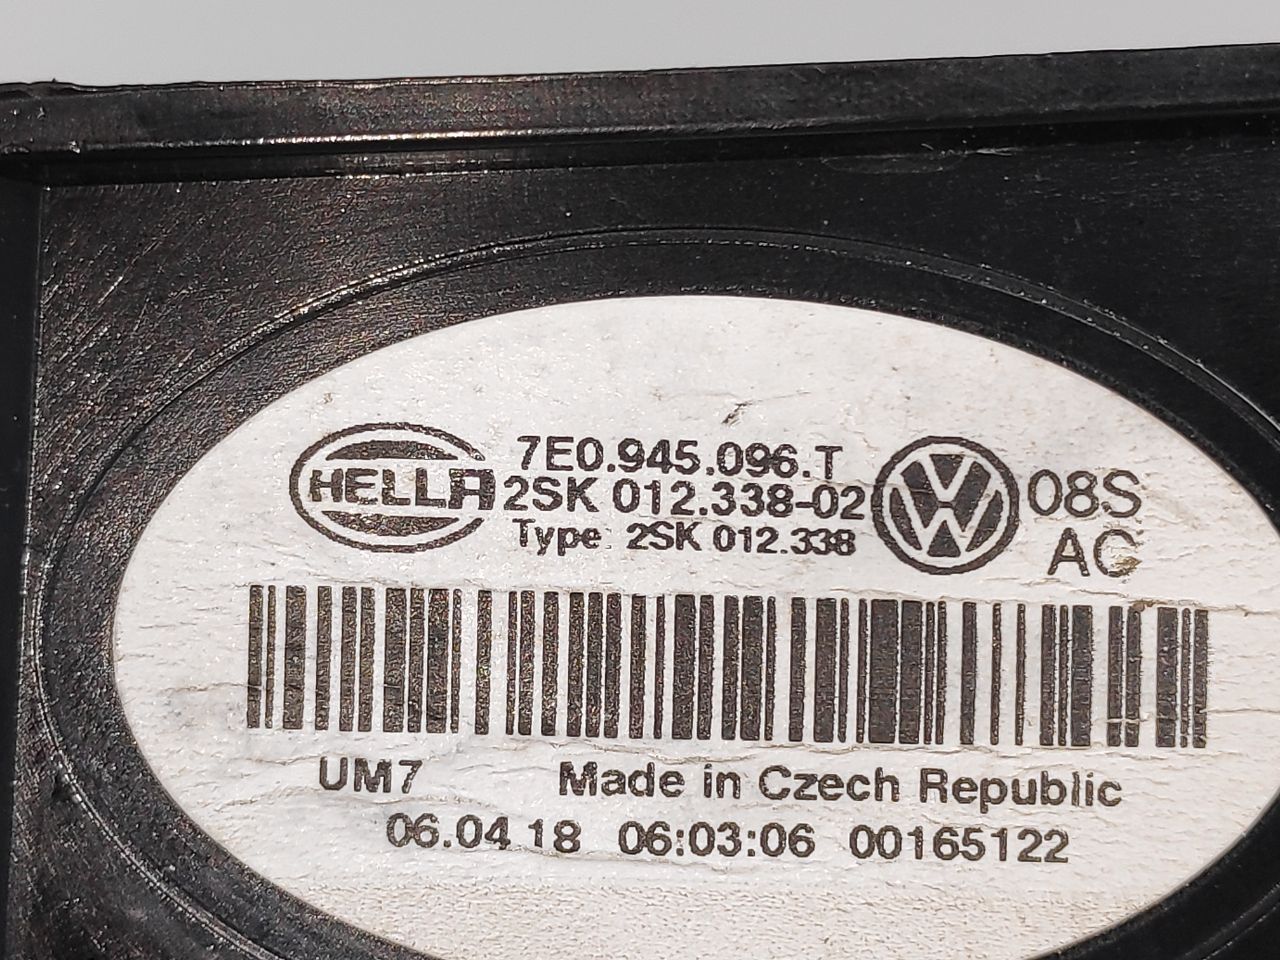 HELLA
7E0.945.096.T
2SK 012.338-02
Type: 2SK 012.338
VW
08S
AC
UM7 Made in Czech Republic
06.04.18 06:03:06 00165122